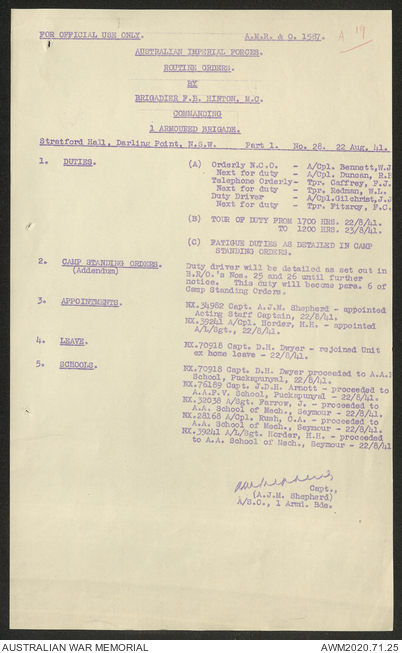 FOR OFFICIAL USE ONLY. A.M.R. & O. 1587.
AUSTRALIAN IMPERIAL FORCES.
ROUTINE ORDERS.
BY
BRIGADIER F.B. HINTON, M.C.
COMMANDING
1 ARMOURED BRIGADE.
Stratford Hall, Darling Point, N.S.W. Part 1. No. 28. 22 Aug. 41.
1. DUTIES. (A) Orderly N.C.O. - A/Cpl. Bennett, W.J
Next for duty - A/Cpl. Duncan, R.H
Telephone Orderly- Tpr. Caffrey, F.J.
Next for duty - Tpr. Redman, W.L.
Duty Driver - A/Cpl.Gilchrist, J.J
Next for duty - Tpr. Fitzroy, F.C.
(B) TOUR OF DUTY FROM 1700 HRS. 22/8/41.
TO 1200 HRS. 23/8/41.
(C) FATIGUE DUTIES AS DETAILED IN CAMP
STANDING ORDERS.
2. CAMP STANDING ORDERS.
(Addendum)
Duty driver will be detailed as set out in
B.R/O.'s Nos. 25 and 26 until further
notice. This duty will become para. 6 of
Camp Standing Orders.
3. APPOINTMENTS. NX.34982 Capt. A.J.M. Shepherd - appointed
Acting Staff Captain, 22/8/41.
NX.39241 A/Cpl. Horder, H.H. - appointed
A/L/Sgt., 22/8/41.
4. LEAVE. NX.70918 Capt. D.H. Dwyer - rejoined Unit
ex home leave - 22/8/41.
5. SCHOOLS. NX.70918 Capt. D.H. Dwyer proceeded to A.A.
School, Puckapunyal, 22/8/41.
NX.76189 Capt. J.D.H. Arnott - proceeded to
A.A.F.V. School, Puckapunyal - 22/8/41.
NX.32038 A/Sgt. Farrow, J. - proceeded to
A.A. School of Mech., Seymour - 22/8/41.
NX.28168 A/Cpl. Rush, C.A. - proceeded to
A.A. School of Mech., Seymour - 22/8/41.
NX.39241 A/L/Sgt. Horder, H.H. - proceeded
to A.A. School of Mech., Seymour - 22/8/41
Capt.,
(A.J.M. Shepherd)
A/S.C., 1 Armd. Bde.
AUSTRALIAN WAR MEMORIAL AWM2020.71.25